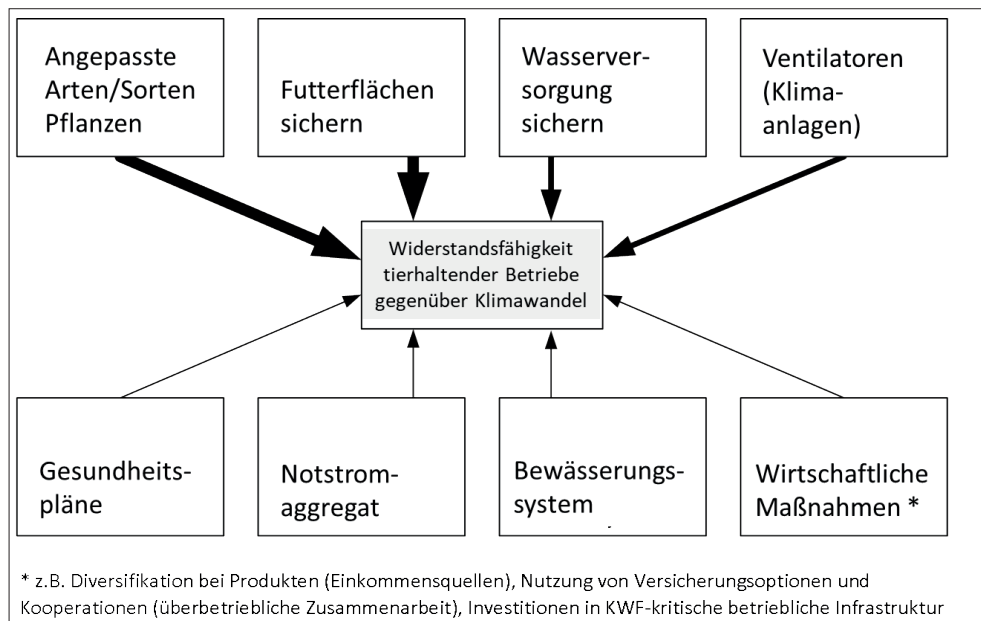 Angepasste
Arten/Sorten
Pflanzen
Futterflächen
sichern
Wasserver-
sorgung
sichern
Ventilatoren
(Klima-
anlagen)
Widerstandsfähigkeit
tierhaltender Betriebe
gegenüber Klimawandel
Gesundheits-
pläne
Notstrom-
aggregat
Bewässerungs-
system
Wirtschaftliche
Maßnahmen *
* z.B. Diversifikation bei Produkten (Einkommensquellen), Nutzung von Versicherungsoptionen und
Kooperationen (überbetriebliche Zusammenarbeit), Investitionen in KWF-kritische betriebliche Infrastruktur